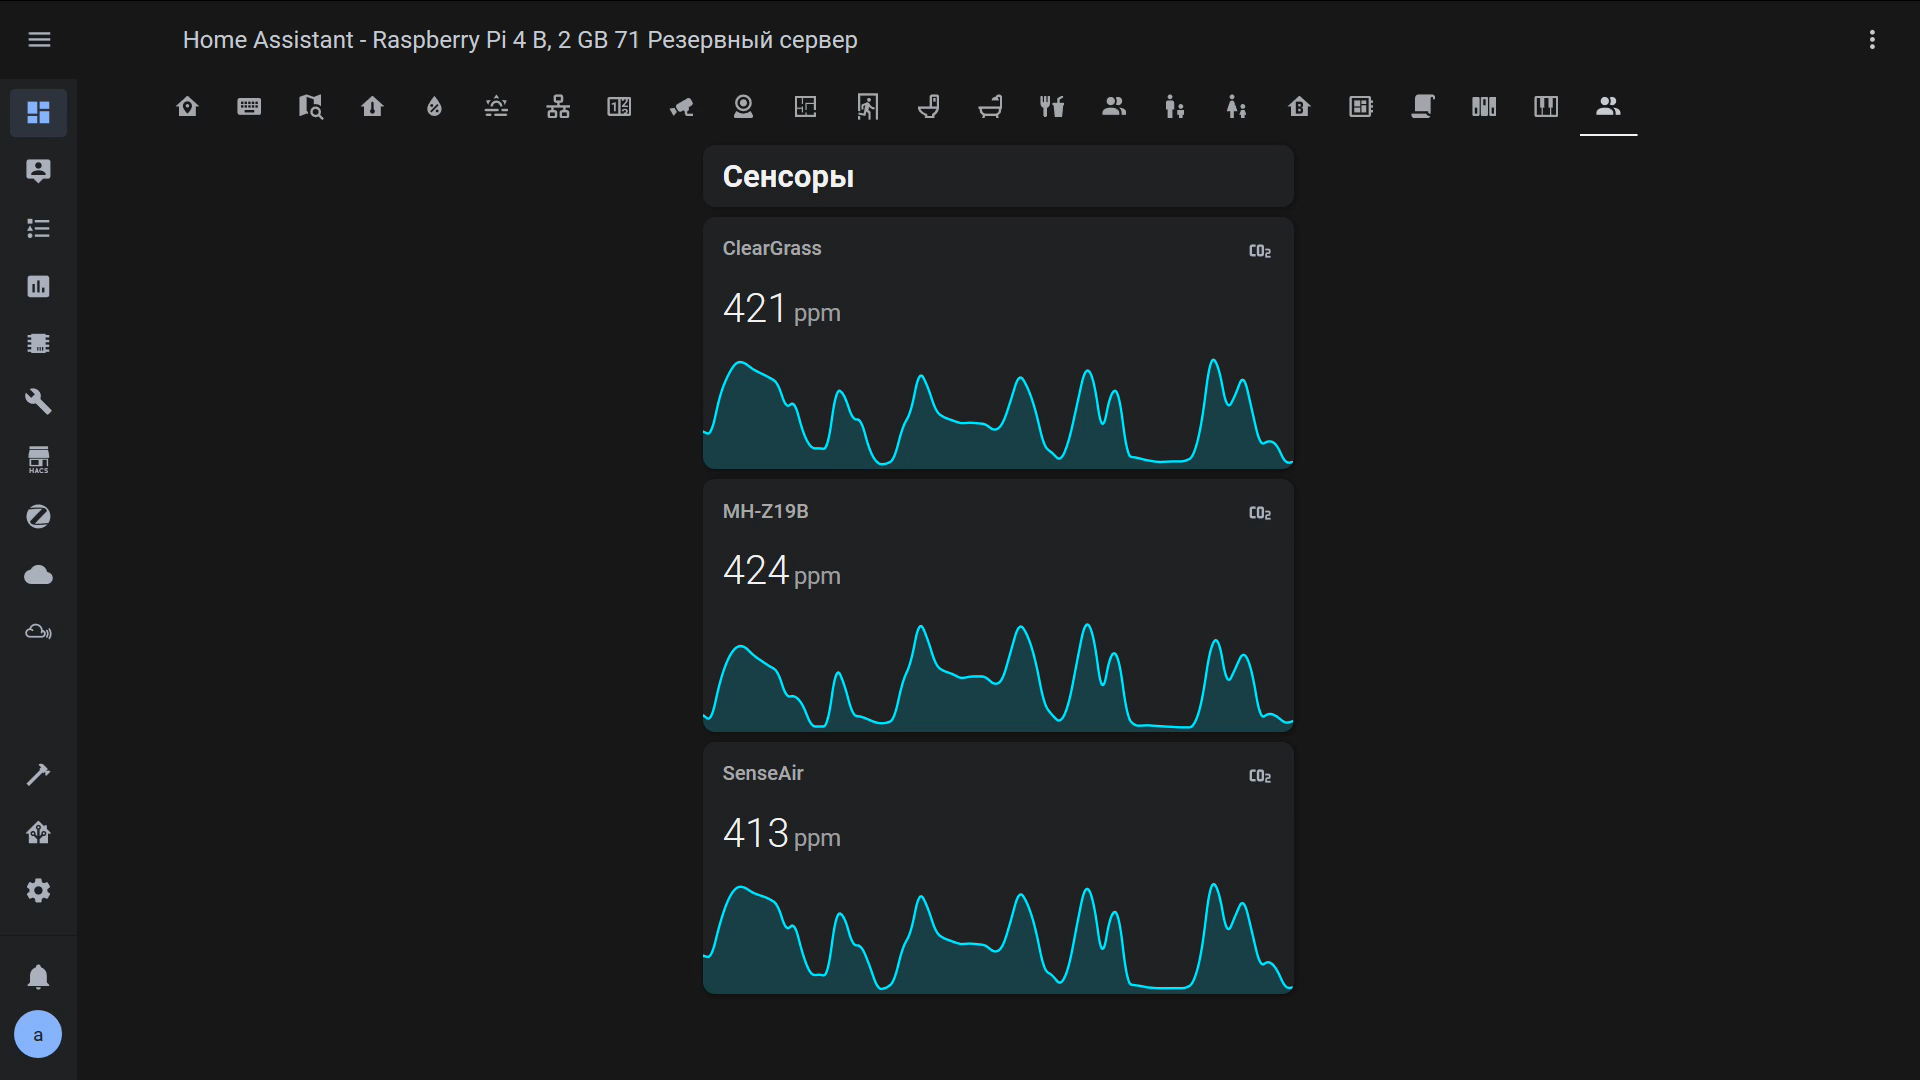 Home Assistant - Raspberry Pi 4 B, 2 GB 71 Резервный сервер
Сенсоры
ClearGrass
CO₂
421 ppm
MH-Z19B
CO₂
424 ppm
SenseAir
CO₂
413 ppm
HACS
a